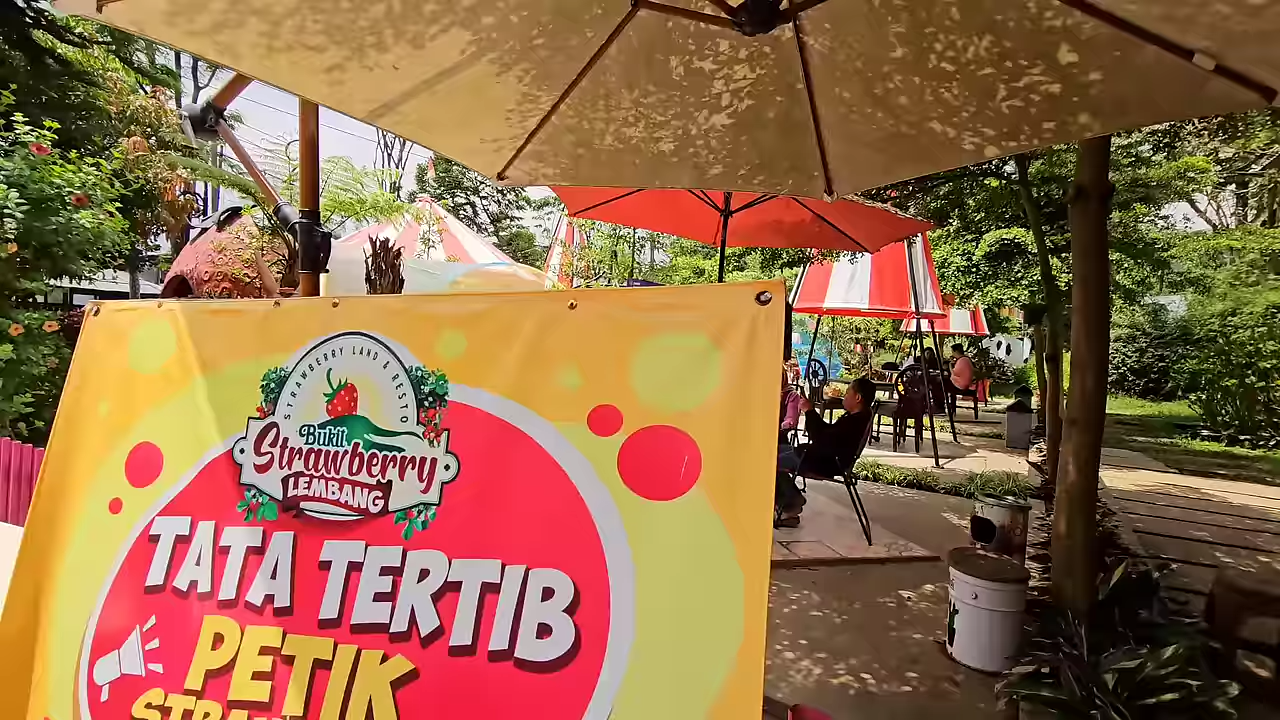 STRAWBERRY LAND & RESTO
Bukit
Strawberry
LEMBANG
TATA TERTIB
PETIK